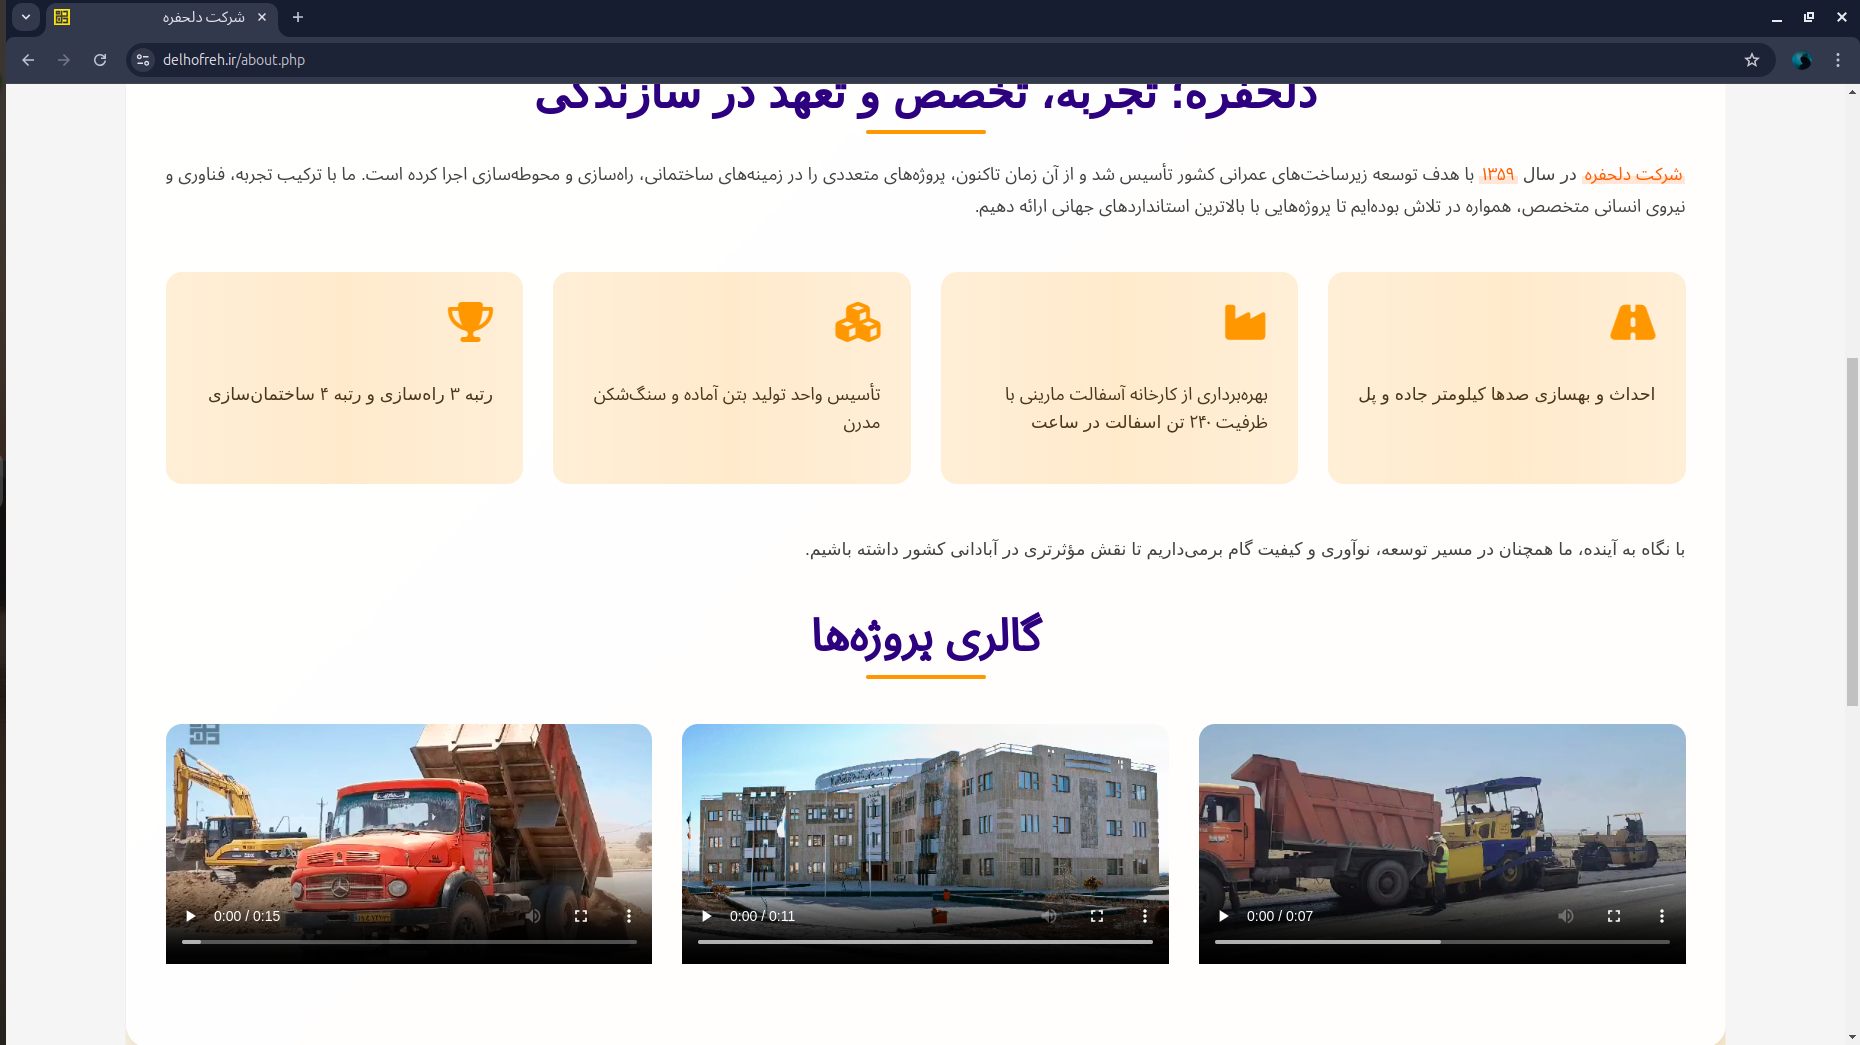 شرکت دلحفره
delhofreh.ir/about.php
دلحفره؛ تجربه، تخصص و تعهد در سازندگی
شرکت دلحفره در سال ۱۳۵۹ با هدف توسعه زیرساخت‌های عمرانی کشور تأسیس شد و از آن زمان تاکنون، پروژه‌های متعددی را در زمینه‌های ساختمانی، راه‌سازی و محوطه‌سازی اجرا کرده است. ما با ترکیب تجربه، فناوری و
نیروی انسانی متخصص، همواره در تلاش بوده‌ایم تا پروژه‌هایی با بالاترین استانداردهای جهانی ارائه دهیم.
احداث و بهسازی صدها کیلومتر جاده و پل
بهره‌برداری از کارخانه آسفالت مارینی با
ظرفیت ۲۴۰ تن اسفالت در ساعت
تأسیس واحد تولید بتن آماده و سنگ‌شکن
مدرن
رتبه ۳ راه‌سازی و رتبه ۴ ساختمان‌سازی
با نگاه به آینده، ما همچنان در مسیر توسعه، نوآوری و کیفیت گام برمی‌داریم تا نقش مؤثرتری در آبادانی کشور داشته باشیم.
گالری پروژه‌ها
0:00 / 0:07
0:00 / 0:11
0:00 / 0:15